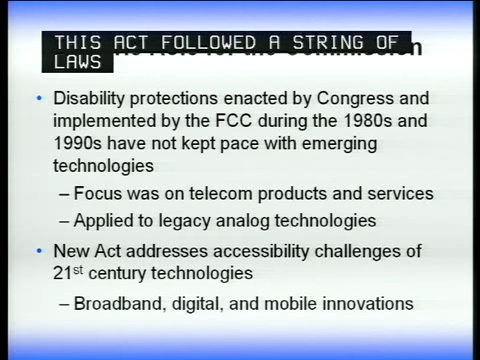 THIS ACT FOLLOWED A STRING OF
LAWS
• Disability protections enacted by Congress and
implemented by the FCC during the 1980s and
1990s have not kept pace with emerging
technologies
– Focus was on telecom products and services
– Applied to legacy analog technologies
• New Act addresses accessibility challenges of
21st century technologies
– Broadband, digital, and mobile innovations